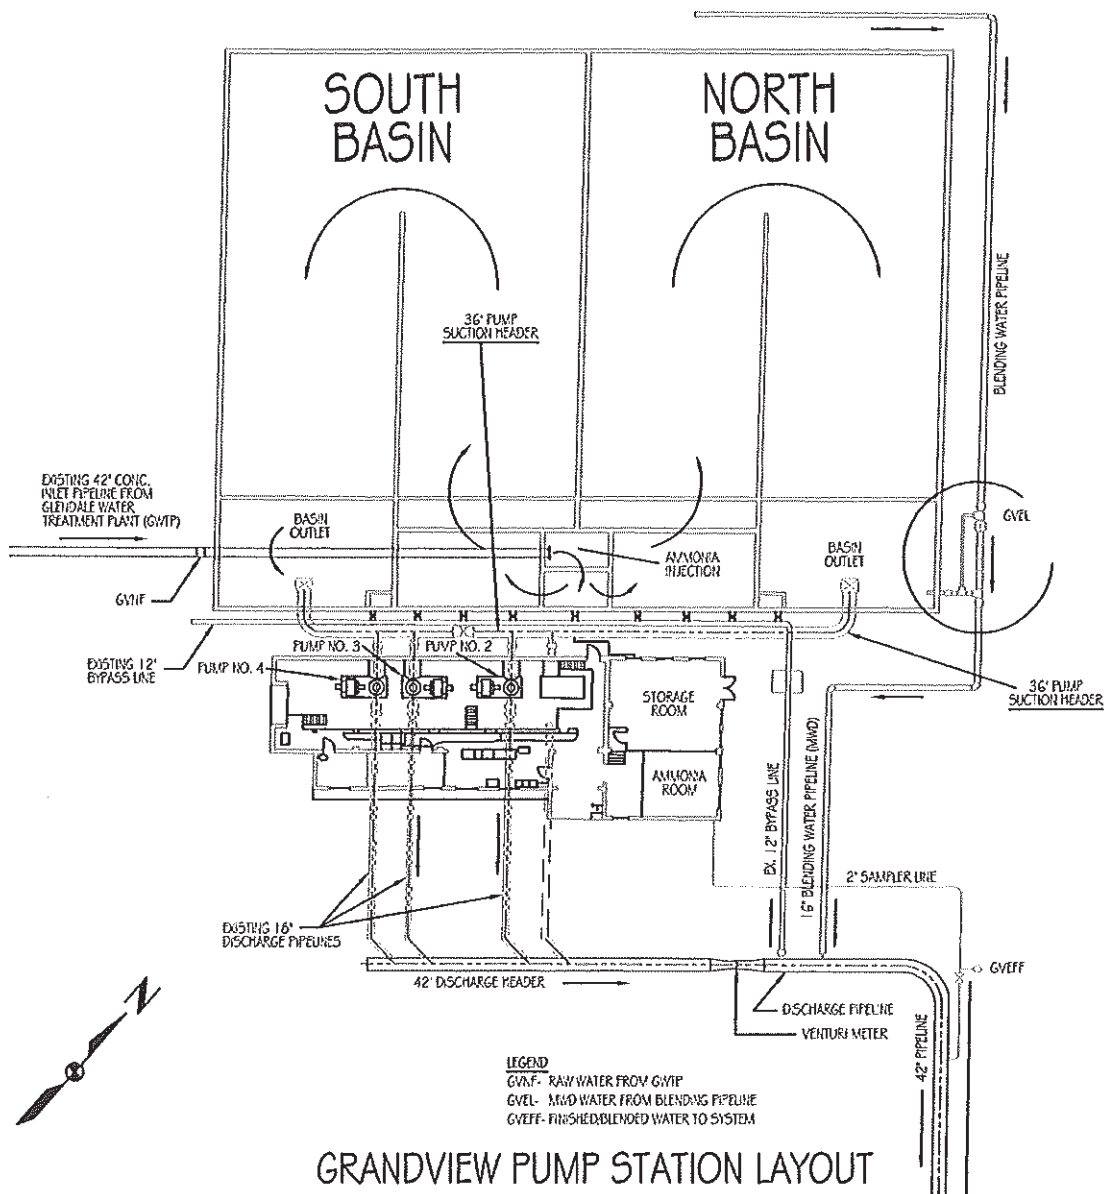 SOUTH
BASIN
NORTH
BASIN
36" PUMP
SUCTION HEADER
BLENDING WATER PIPELINE
EXISTING 42" CONC.
INLET PIPELINE FROM
GLENDALE WATER
TREATMENT PLANT (GWTP)
BASIN
OUTLET
GVEL
AMMONIA
INJECTION
BASIN
OUTLET
GVINF
EXISTING 12"
BYPASS LINE
PUMP NO. 4
PUMP NO. 3
PUMP NO. 2
STORAGE
ROOM
36" PUMP
SUCTION HEADER
AMMONIA
ROOM
EX. 12" BYPASS LINE
16" BLENDING WATER PIPELINE (MWD)
2" SAMPLER LINE
EXISTING 18"
DISCHARGE PIPELINES
42" DISCHARGE HEADER
GVEFF
DISCHARGE PIPELINE
VENTURI METER
42" PIPELINE
N
LEGEND
GVINF- RAW WATER FROM GWTP
GVEL- MWD WATER FROM BLENDING PIPELINE
GVEFF- FINISHED/BLENDED WATER TO SYSTEM
GRANDVIEW PUMP STATION LAYOUT